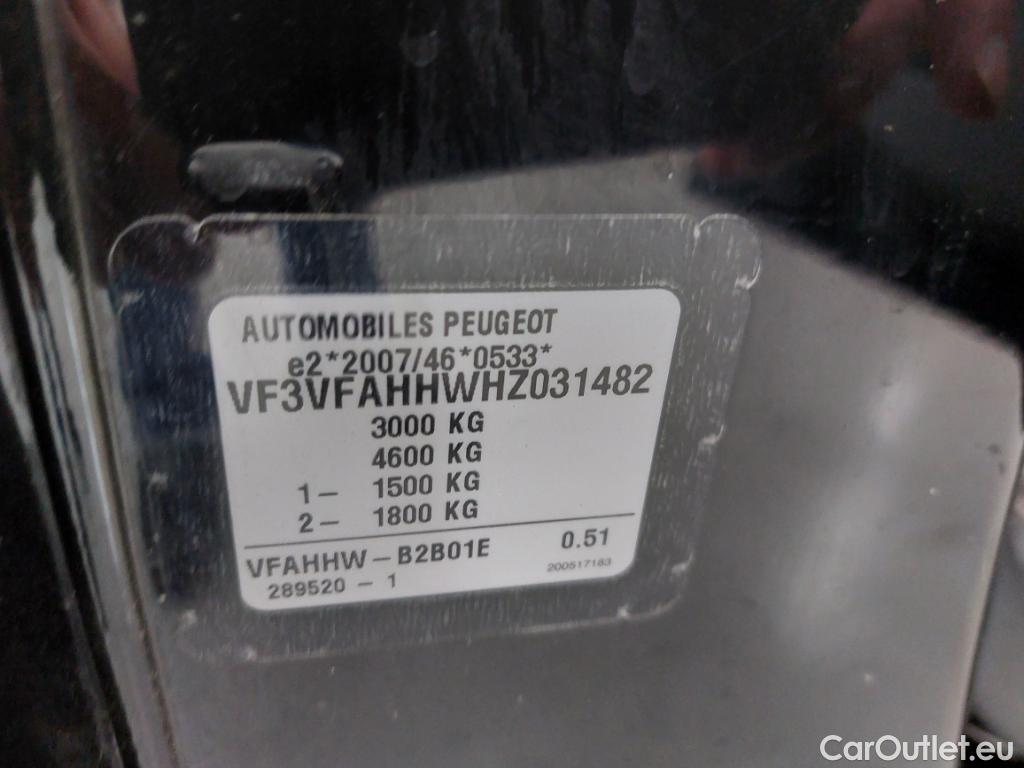 AUTOMOBILES PEUGEOT
e2*2007/46*0533*
VF3VFAHHWHZ031482
3000 KG
4600 KG
1- 1500 KG
2- 1800 KG
VFAHHW-B2B01E 0.51
289520 - 1 200517183
CarOutlet.eu